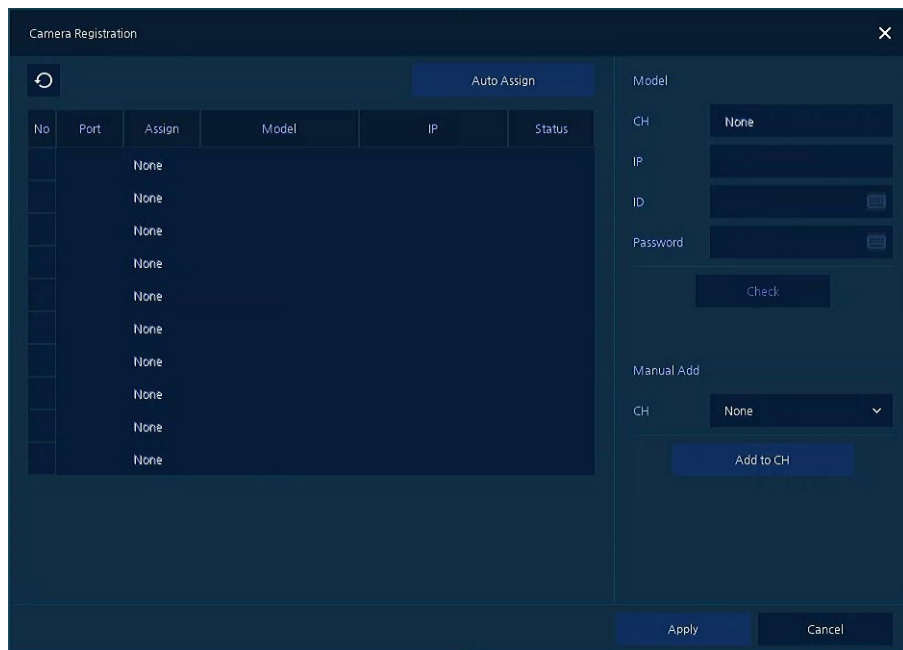 Camera Registration
Auto Assign
No Port Assign Model IP Status
None
None
None
None
None
None
None
None
None
None
Model
CH None
IP
ID
Password
Check
Manual Add
CH None
Add to CH
Apply Cancel